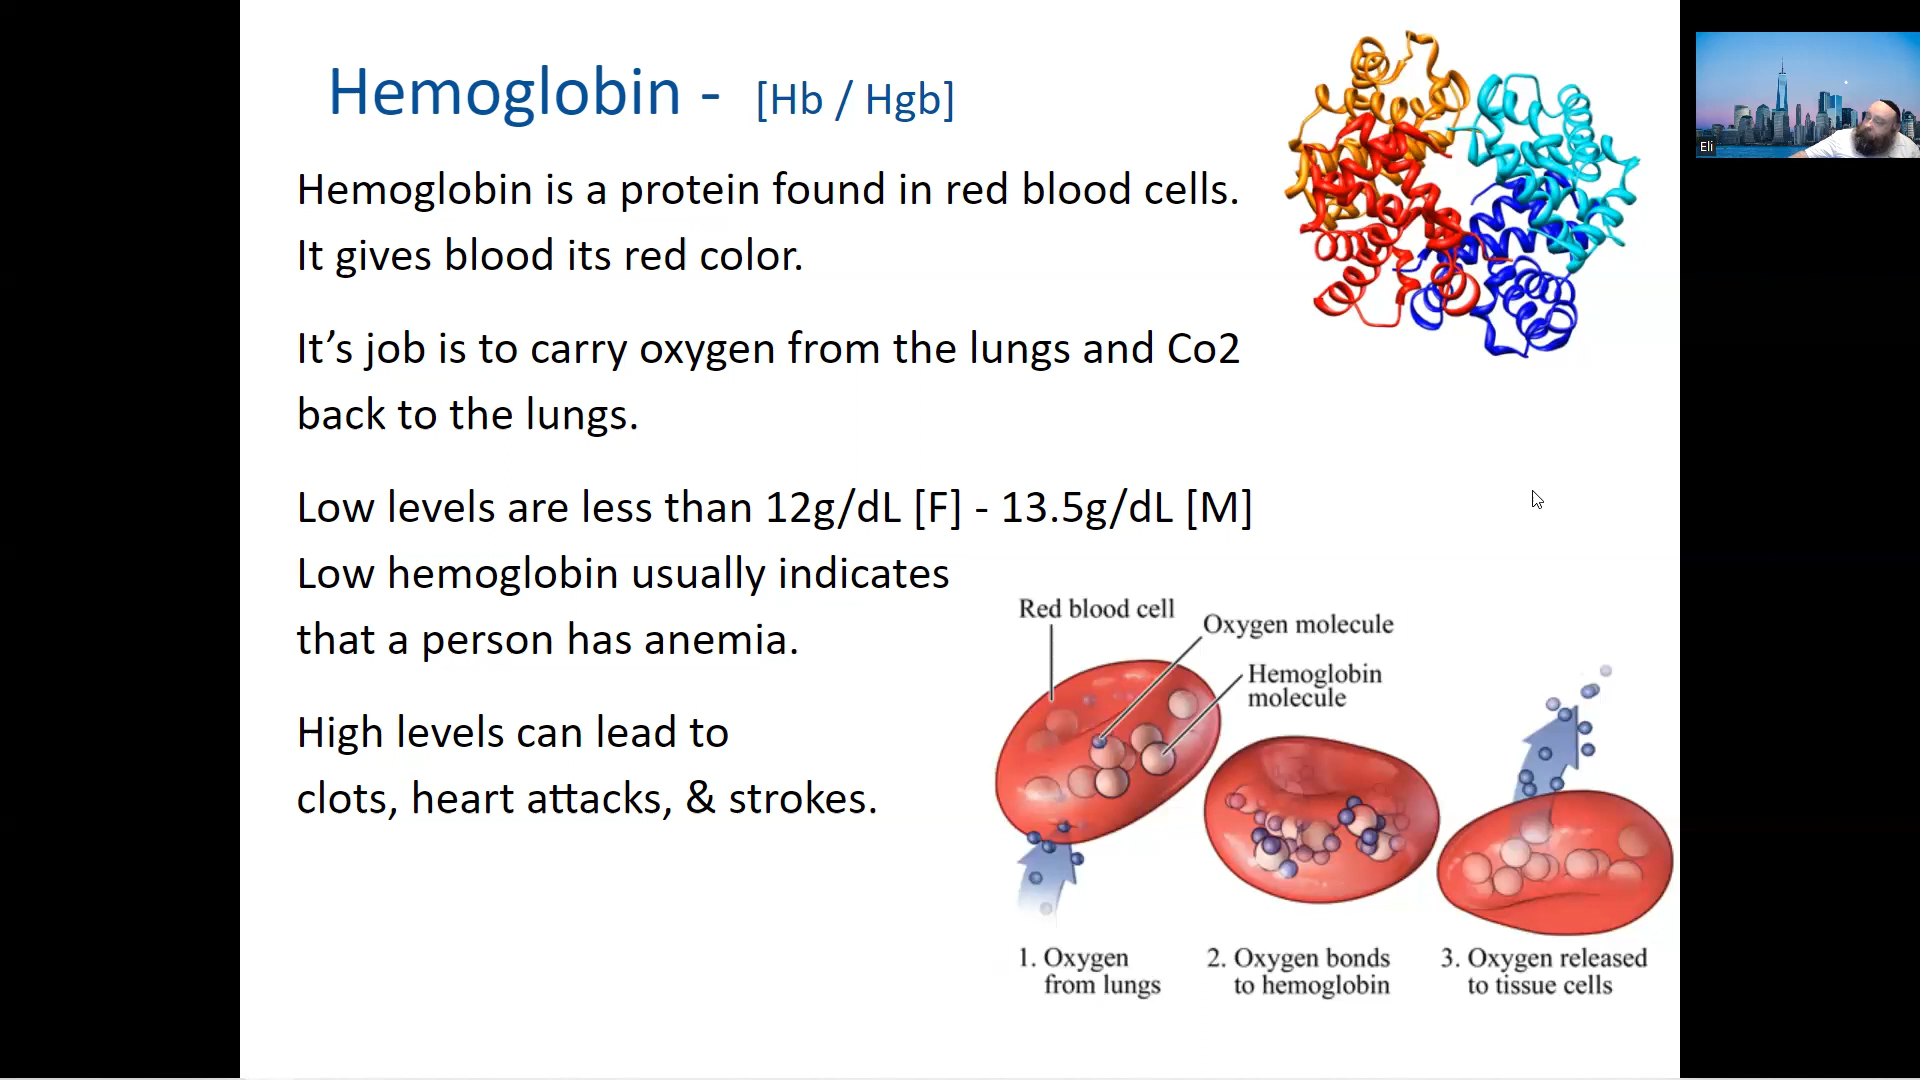 Hemoglobin - [Hb / Hgb]
Hemoglobin is a protein found in red blood cells.
It gives blood its red color.
It’s job is to carry oxygen from the lungs and Co2
back to the lungs.
Low levels are less than 12g/dL [F] - 13.5g/dL [M]
Low hemoglobin usually indicates
that a person has anemia.
High levels can lead to
clots, heart attacks, & strokes.
Red blood cell
Oxygen molecule
Hemoglobin
molecule
1. Oxygen
from lungs
2. Oxygen bonds
to hemoglobin
3. Oxygen released
to tissue cells
Eli